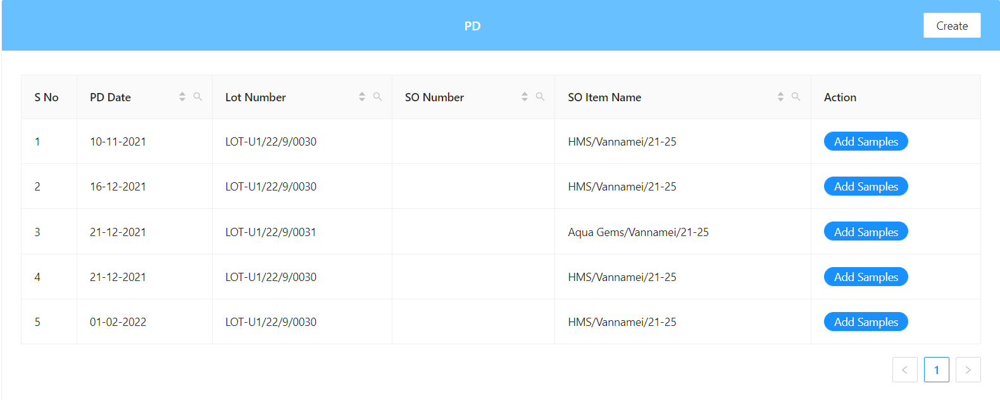 PD
Create
S No PD Date Lot Number SO Number SO Item Name Action
1 10-11-2021 LOT-U1/22/9/0030 HMS/Vannamei/21-25 Add Samples
2 16-12-2021 LOT-U1/22/9/0030 HMS/Vannamei/21-25 Add Samples
3 21-12-2021 LOT-U1/22/9/0031 Aqua Gems/Vannamei/21-25 Add Samples
4 21-12-2021 LOT-U1/22/9/0030 HMS/Vannamei/21-25 Add Samples
5 01-02-2022 LOT-U1/22/9/0030 HMS/Vannamei/21-25 Add Samples
< 1 >